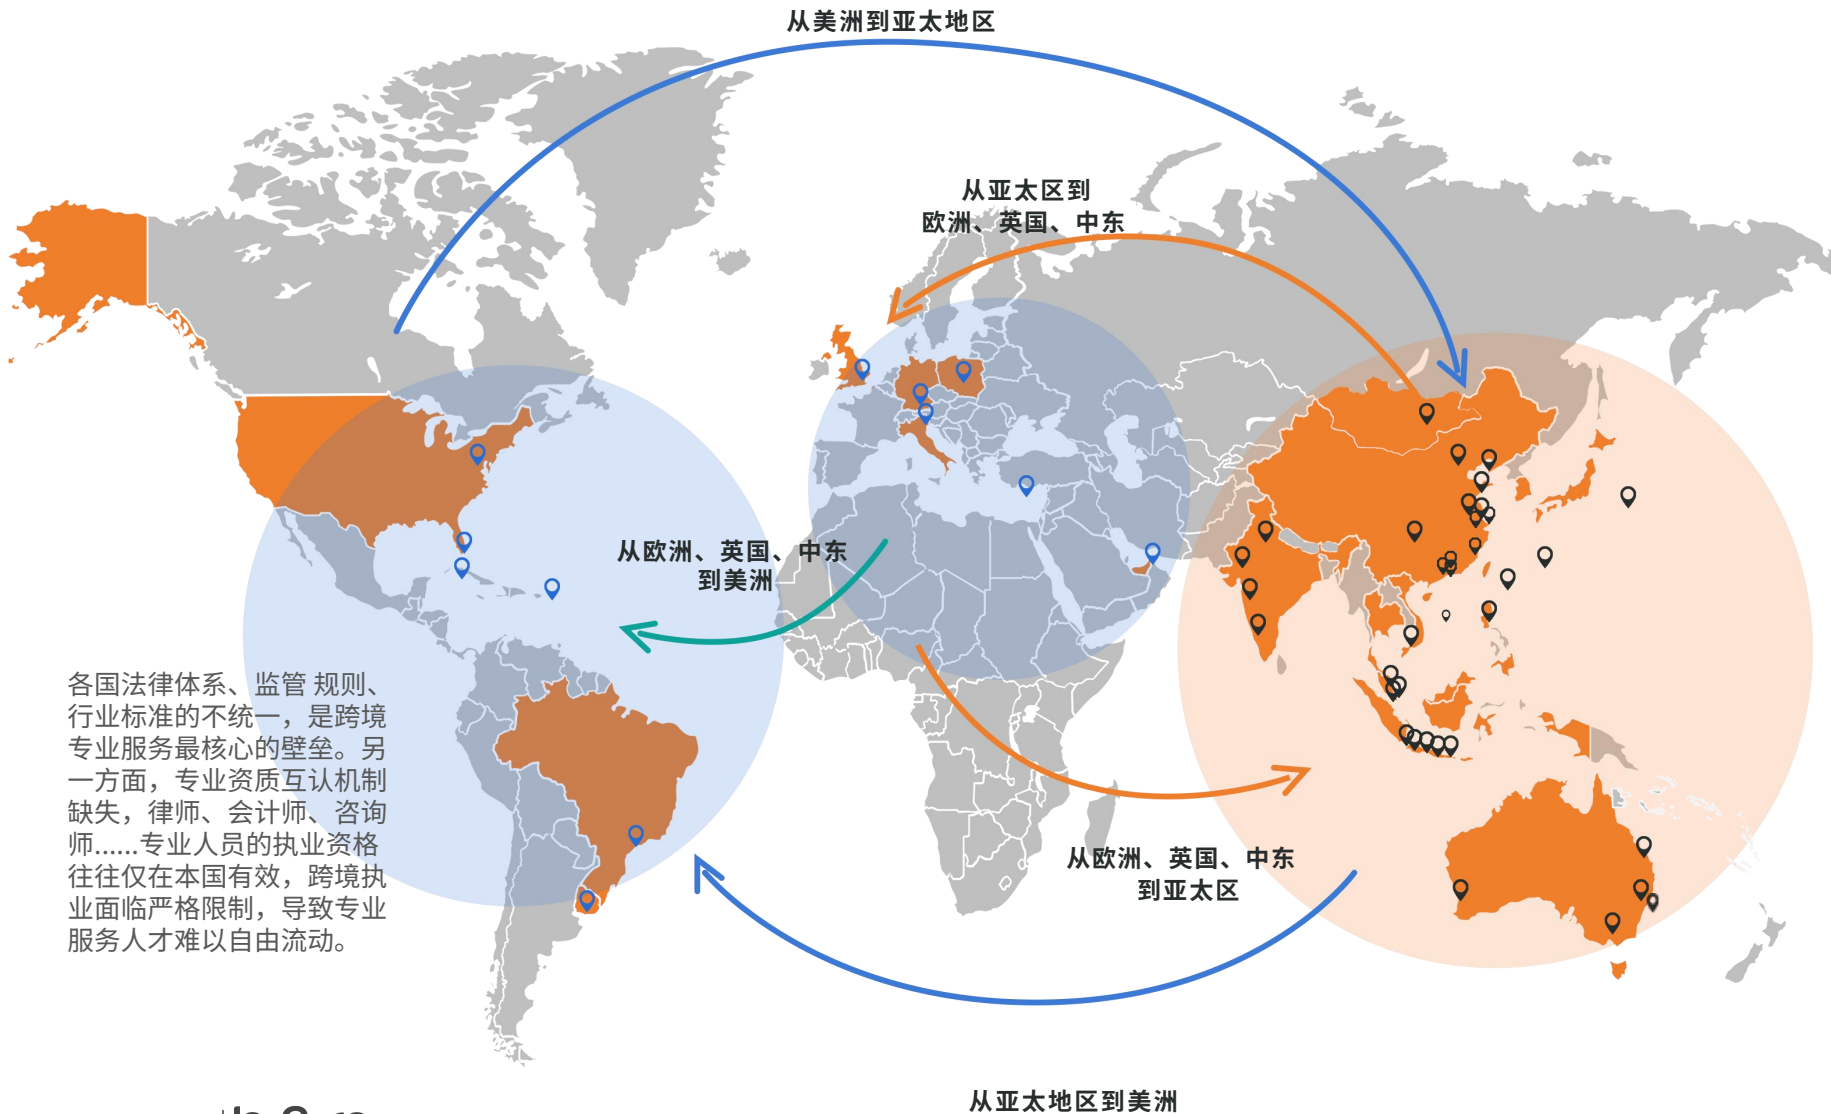 从美洲到亚太地区
从亚太区到
欧洲、英国、中东
从欧洲、英国、中东
到美洲
各国法律体系、监管 规则、
行业标准的不统一，是跨境
专业服务最核心的壁垒。另
一方面，专业资质互认机制
缺失，律师、会计师、咨询
师......专业人员的执业资格
往往仅在本国有效，跨境执
业面临严格限制，导致专业
服务人才难以自由流动。
从欧洲、英国、中东
到亚太区
从亚太地区到美洲